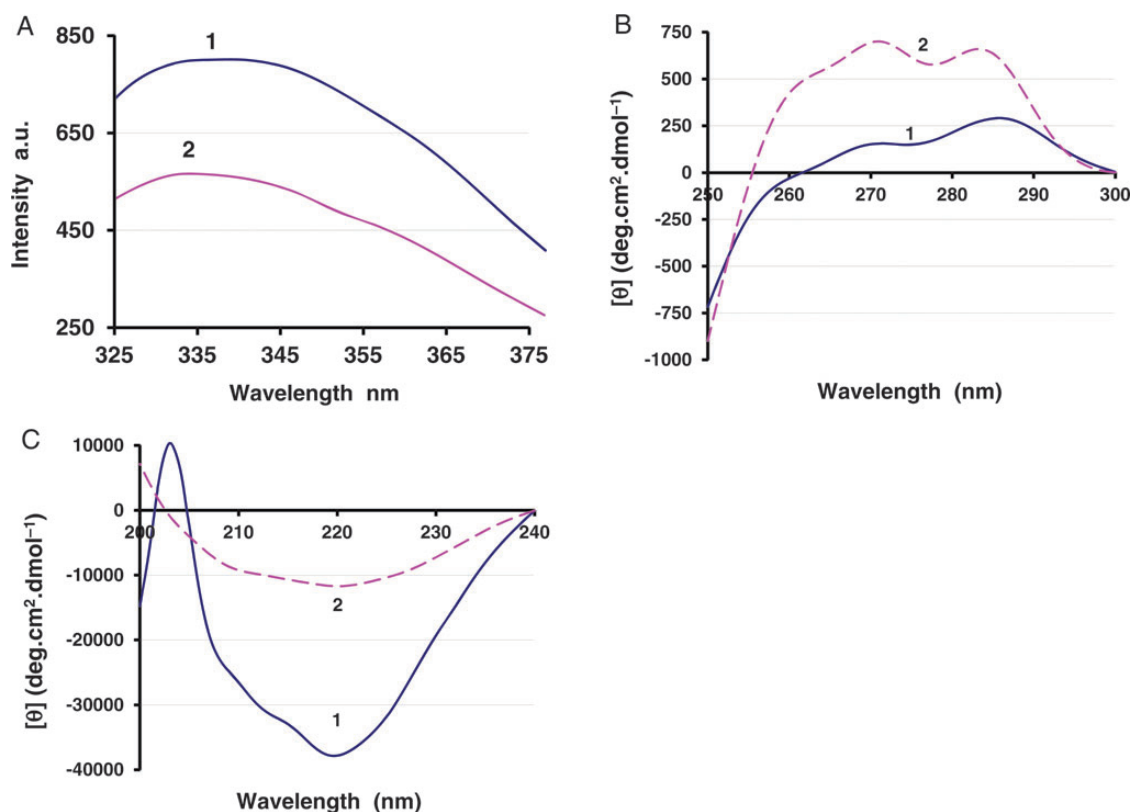 A
850
650
450
250
Intensity a.u.
1
2
325 335 345 355 365 375
Wavelength nm
B
750
500
250
0
-250
-500
-750
-1000
[θ] (deg.cm².dmol⁻¹)
2
1
250 260 270 280 290 300
Wavelength (nm)
C
10000
0
-10000
-20000
-30000
-40000
[θ] (deg.cm².dmol⁻¹)
200 210 220 230 240
2
1
Wavelength (nm)